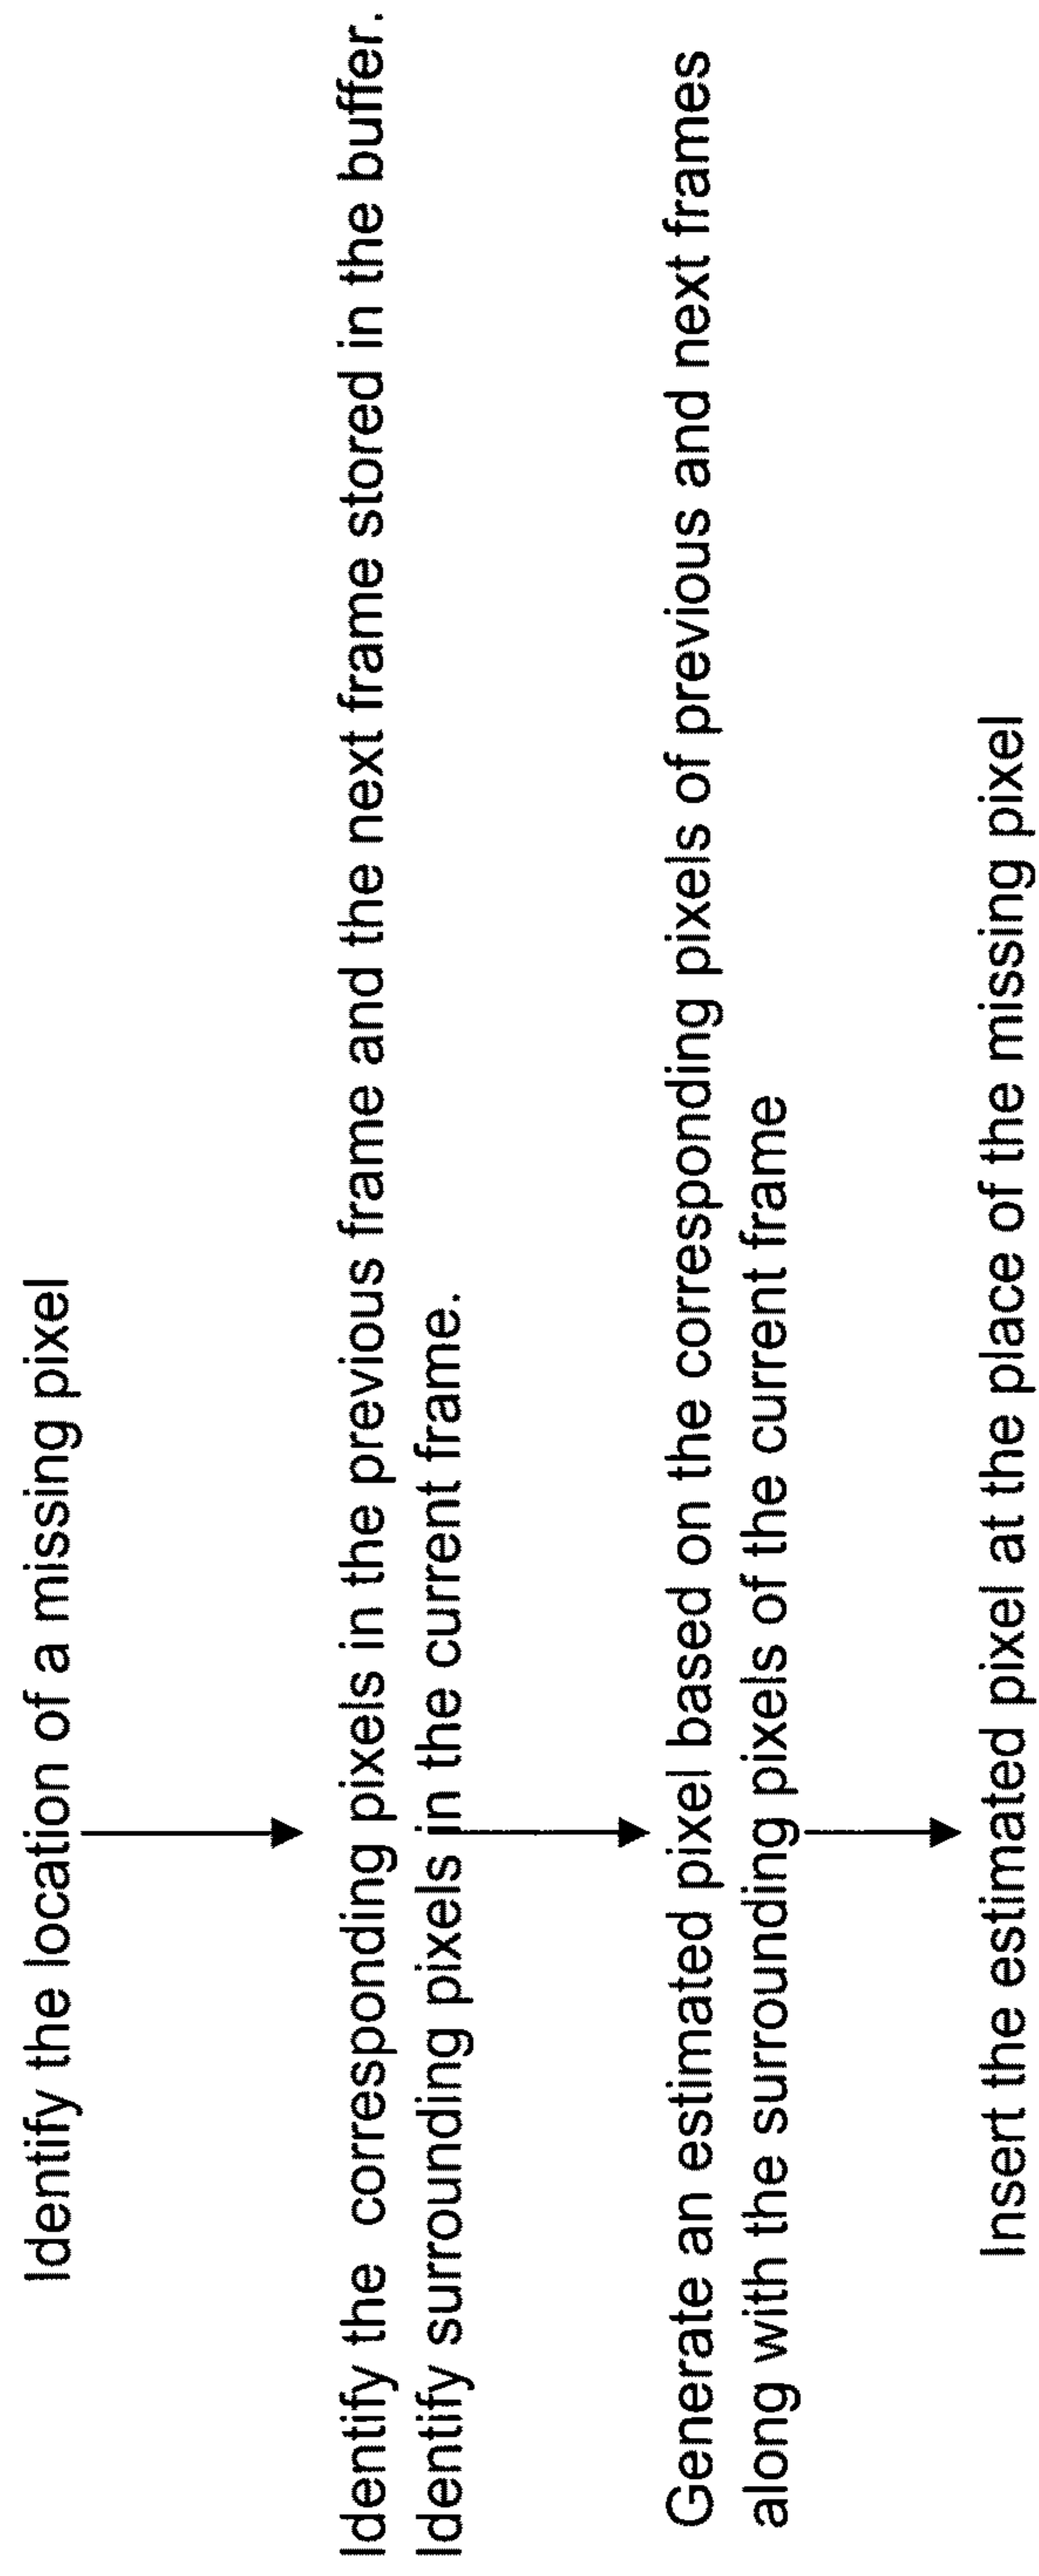 Identify the location of a missing pixel
Identify the corresponding pixels in the previous frame and the next frame stored in the buffer.
Identify surrounding pixels in the current frame.
Generate an estimated pixel based on the corresponding pixels of previous and next frames
along with the surrounding pixels of the current frame
Insert the estimated pixel at the place of the missing pixel